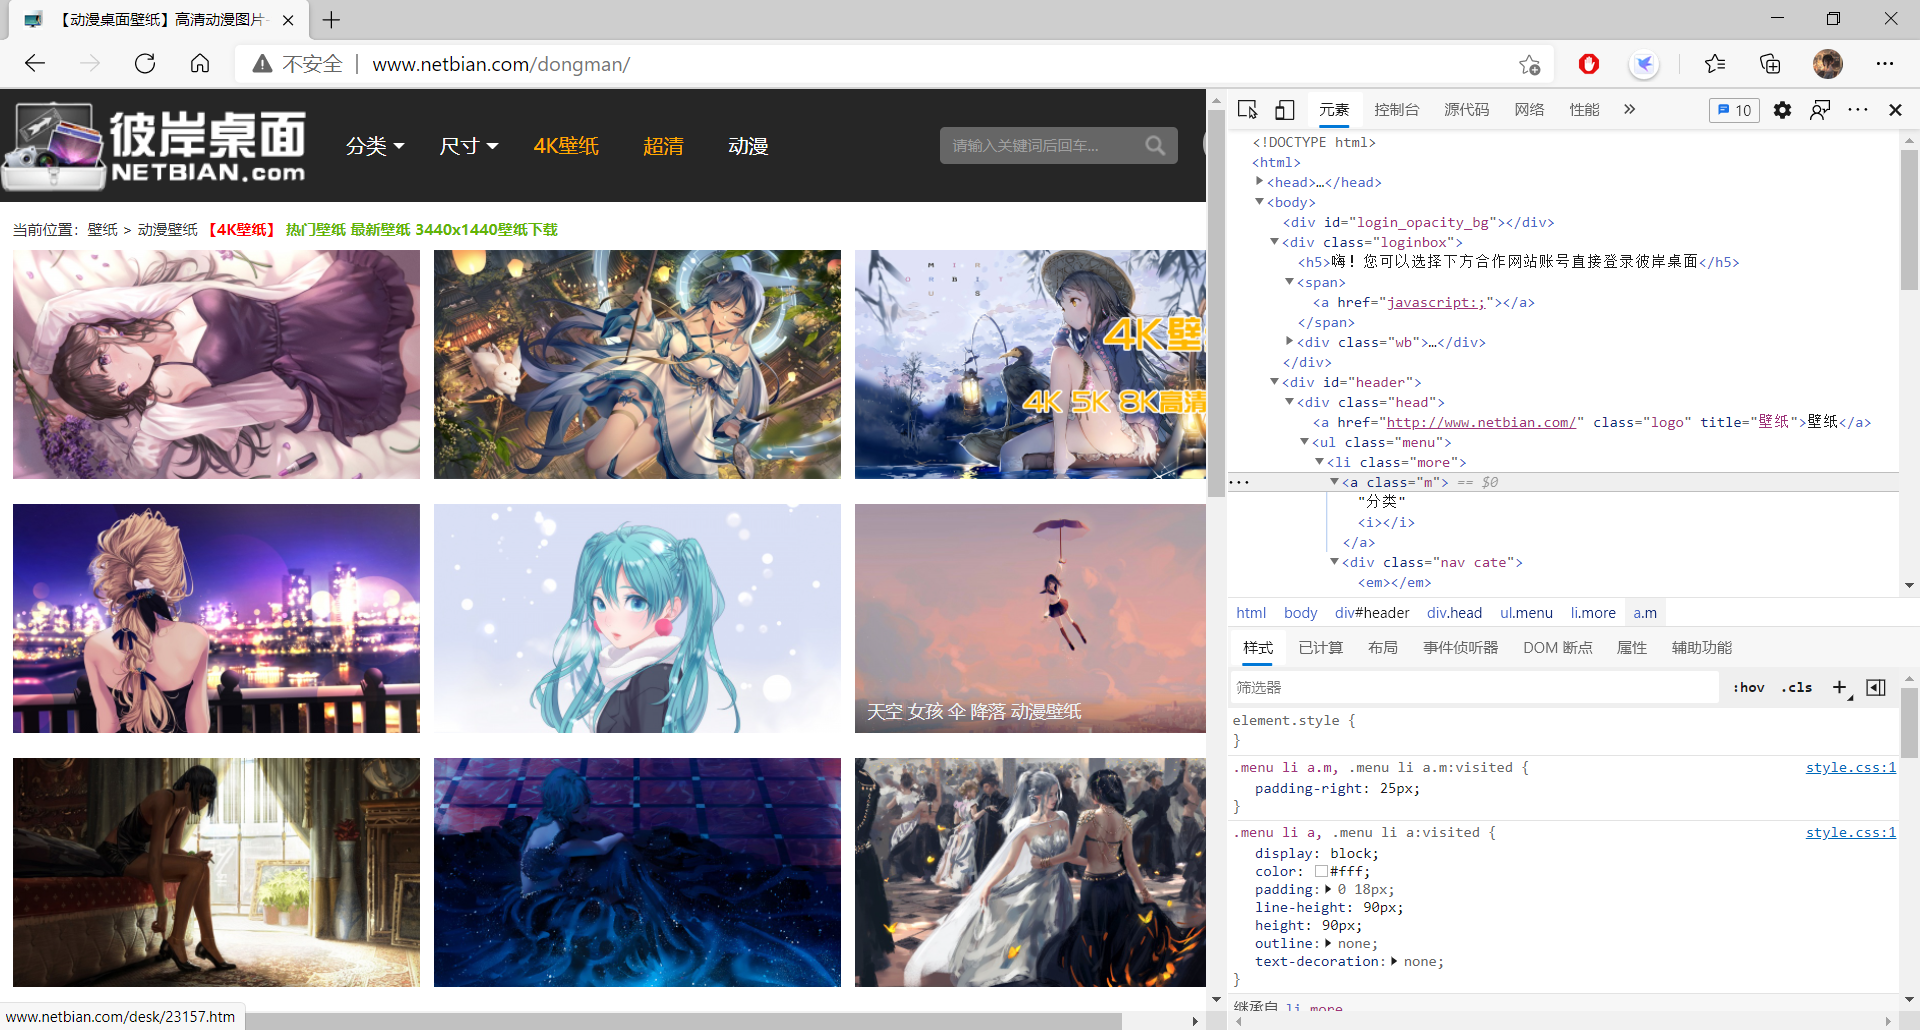 【动漫桌面壁纸】高清动漫图片-
不安全 | www.netbian.com/dongman/
彼岸桌面
NETBIAN.com
分类 尺寸 4K壁纸 超清 动漫
请输入关键词后回车...
当前位置: 壁纸 > 动漫壁纸 【4K壁纸】 热门壁纸 最新壁纸 3440x1440壁纸下载
4K壁
4K 5K 8K高清
天空 女孩 伞 降落 动漫壁纸
www.netbian.com/desk/23157.htm
元素 控制台 源代码 网络 性能 » 10
<!DOCTYPE html>
<html>
<head>…</head>
<body>
<div id="login_opacity_bg"></div>
<div class="loginbox">
<h5>嗨！您可以选择下方合作网站账号直接登录彼岸桌面</h5>
<span>
<a href="javascript:;"></a>
</span>
<div class="wb">…</div>
</div>
<div id="header">
<div class="head">
<a href="http://www.netbian.com/" class="logo" title="壁纸">壁纸</a>
<ul class="menu">
<li class="more">
<a class="m"> == $0
"分类"
<i></i>
</a>
<div class="nav cate">
<em></em>
html body div#header div.head ul.menu li.more a.m
样式 已计算 布局 事件侦听器 DOM 断点 属性 辅助功能
筛选器 :hov .cls +
element.style {
}
.menu li a.m, .menu li a.m:visited { style.css:1
padding-right: 25px;
}
.menu li a, .menu li a:visited { style.css:1
display: block;
color: #fff;
padding: 0 18px;
line-height: 90px;
height: 90px;
outline: none;
text-decoration: none;
}
继承自 li.more